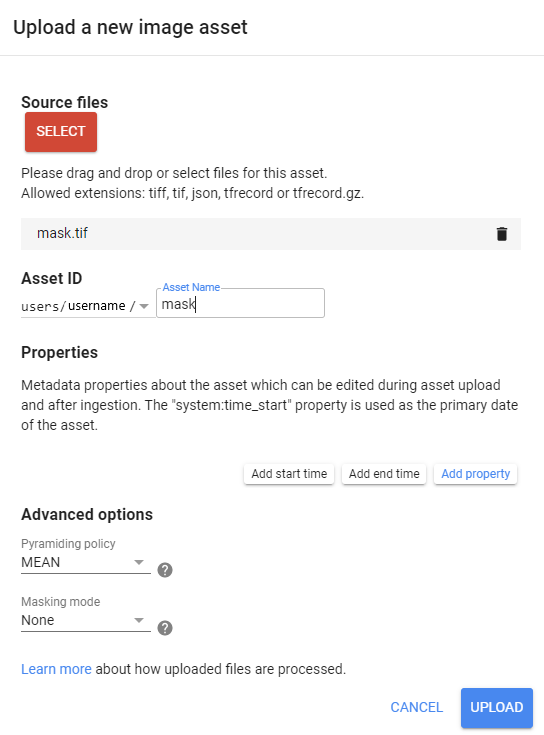 Upload a new image asset
Source files
SELECT
Please drag and drop or select files for this asset.
Allowed extensions: tiff, tif, json, tfrecord or tfrecord.gz.
mask.tif
Asset ID
Asset Name
users/username / mask
Properties
Metadata properties about the asset which can be edited during asset upload
and after ingestion. The "system:time_start" property is used as the primary date
of the asset.
Add start time Add end time Add property
Advanced options
Pyramiding policy
MEAN
Masking mode
None
Learn more about how uploaded files are processed.
CANCEL UPLOAD